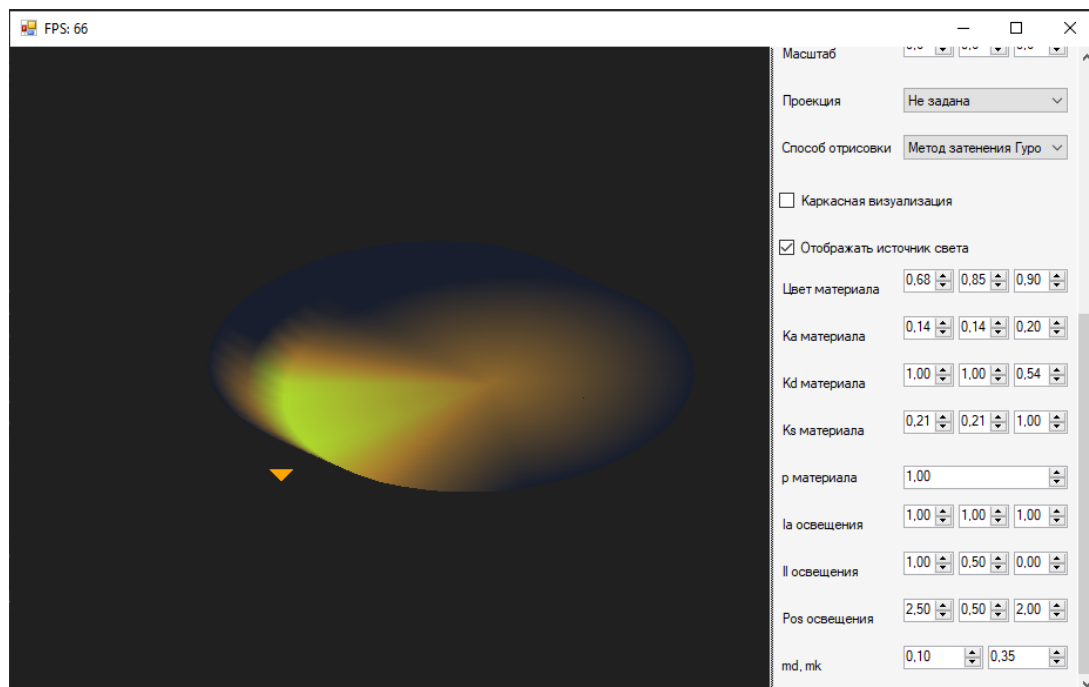 FPS: 66
Масштаб
Проекция Не задана
Способ отрисовки Метод затенения Гуро
Каркасная визуализация
Отображать источник света
Цвет материала 0,68 0,85 0,90
Ka материала 0,14 0,14 0,20
Kd материала 1,00 1,00 0,54
Ks материала 0,21 0,21 1,00
p материала 1,00
Ia освещения 1,00 1,00 1,00
Il освещения 1,00 0,50 0,00
Pos освещения 2,50 0,50 2,00
md, mk 0,10 0,35